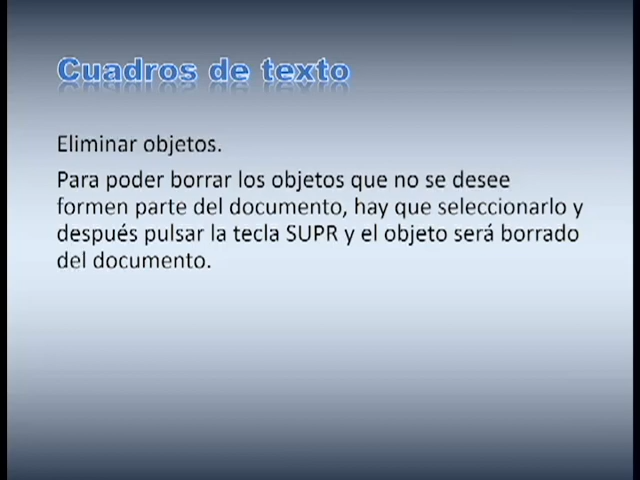 Cuadros de texto
Eliminar objetos.
Para poder borrar los objetos que no se desee
formen parte del documento, hay que seleccionarlo y
después pulsar la tecla SUPR y el objeto será borrado
del documento.